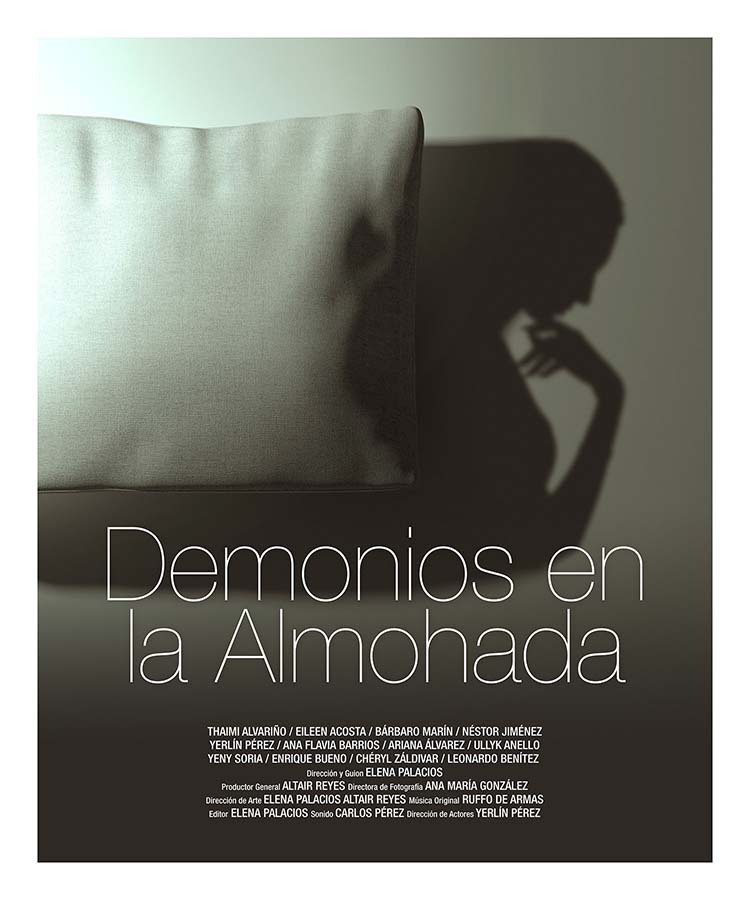 Demonios en
la Almohada
THAIMI ALVARIÑO / EILEEN ACOSTA / BÁRBARO MARÍN / NÉSTOR JIMÉNEZ
YERLÍN PÉREZ / ANA FLAVIA BARRIOS / ARIANA ÁLVAREZ / ULLYK ANELLO
YENY SORIA / ENRIQUE BUENO / CHÉRYL ZÁLDIVAR / LEONARDO BENÍTEZ
Dirección y Guion ELENA PALACIOS
Productor General ALTAIR REYES Directora de Fotografía ANA MARÍA GONZÁLEZ
Dirección de Arte ELENA PALACIOS ALTAIR REYES Música Original RUFFO DE ARMAS
Editor ELENA PALACIOS Sonido CARLOS PÉREZ Dirección de Actores YERLÍN PÉREZ